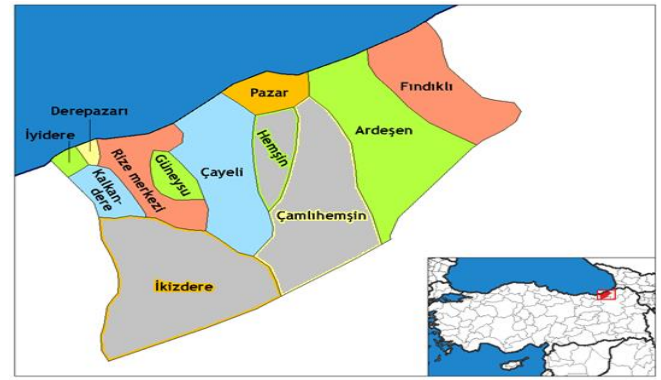 Fındıklı
Pazar
Derepazarı
Ardeşen
İyidere
Hemşin
Rize merkezi
Güneysu
Çayeli
Kalkan-
dere
Çamlıhemşin
İkizdere